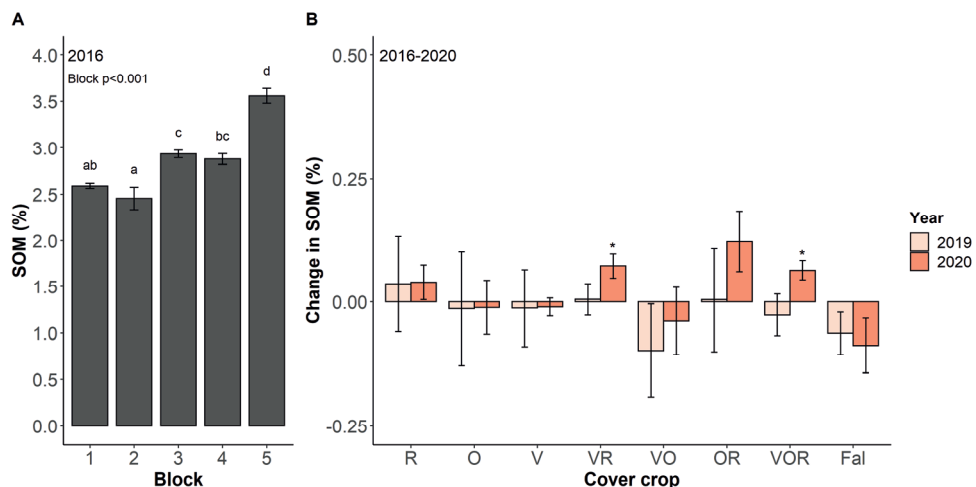 A
2016
Block p<0.001
SOM (%)
4.0
3.5
3.0
2.5
2.0
1.5
1.0
0.5
0.0
ab
a
c
bc
d
1 2 3 4 5
Block
B
2016-2020
Change in SOM (%)
0.50
0.25
0.00
-0.25
*
*
R O V VR VO OR VOR Fal
Cover crop
Year
2019
2020